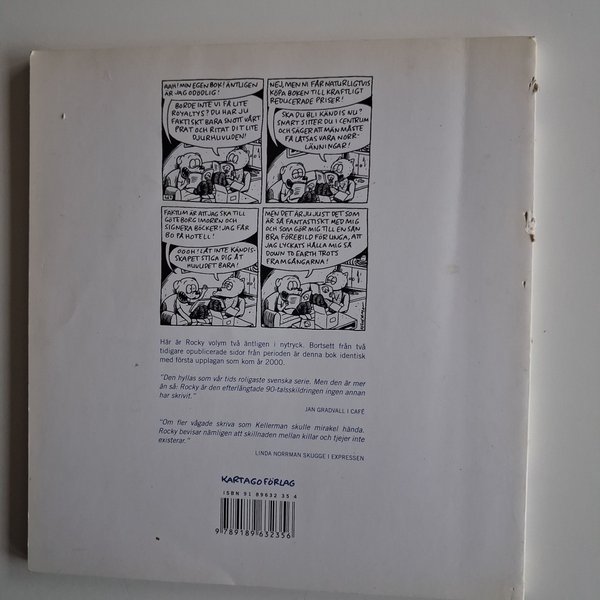 AAH! MIN EGEN BOK! ÄNTLIGEN
ÄR JAG ODÖDLIG!
BORDE INTE VI FÅ LITE
ROYALTYS? DU HAR JU
FAKTISKT BARA SNOTT VÅRT
PRAT OCH RITAT DIT LITE
DJURHUVUDEN!
NEJ, MEN NI FÅR NATURLIGTVIS
KÖPA BOKEN TILL KRAFTLIGT
REDUCERADE PRISER!
SKA DU BLI KÄNDIS NU?
SNART SITTER DU I CENTRUM
OCH SÄGER ATT MAN MÅSTE
FÅ LÅTSAS VARA NORR-
LÄNNINGAR!
FAKTUM ÄR ATT JAG SKA TILL
GÖTEBORG IMORRN OCH
SIGNERA BÖCKER! JAG FÅR
BO PÅ HOTELL!
OOOH! LÅT INTE KÄNDIS-
SKAPET STIGA DIG ÅT
HUVUDET BARA!
MEN DET ÄR JU JUST DET SOM
ÄR SÅ FANTASTISKT MED MIG
OCH SOM GÖR MIG TILL EN SÅN
BRA FÖREBILD FÖR UNGA, ATT
JAG LYCKATS HÅLLA MIG SÅ
DOWN TO EARTH TROTS
FRAMGÅNGARNA!
Här är Rocky volym två äntligen i nytryck. Bortsett från två
tidigare opublicerade sidor från perioden är denna bok identisk
med första upplagan som kom år 2000.
"Den hyllas som vår tids roligaste svenska serie. Men den är mer
än så: Rocky är den efterlängtade 90-talsskildringen ingen annan
har skrivit."
JAN GRADVALL I CAFÉ
"Om fler vågade skriva som Kellerman skulle mirakel hända.
Rocky bevisar nämligen att skillnaden mellan killar och tjejer inte
existerar."
LINDA NORRMAN SKUGGE I EXPRESSEN
KARTAGO FÖRLAG
ISBN 91 89632 35 4
9 789189 632356